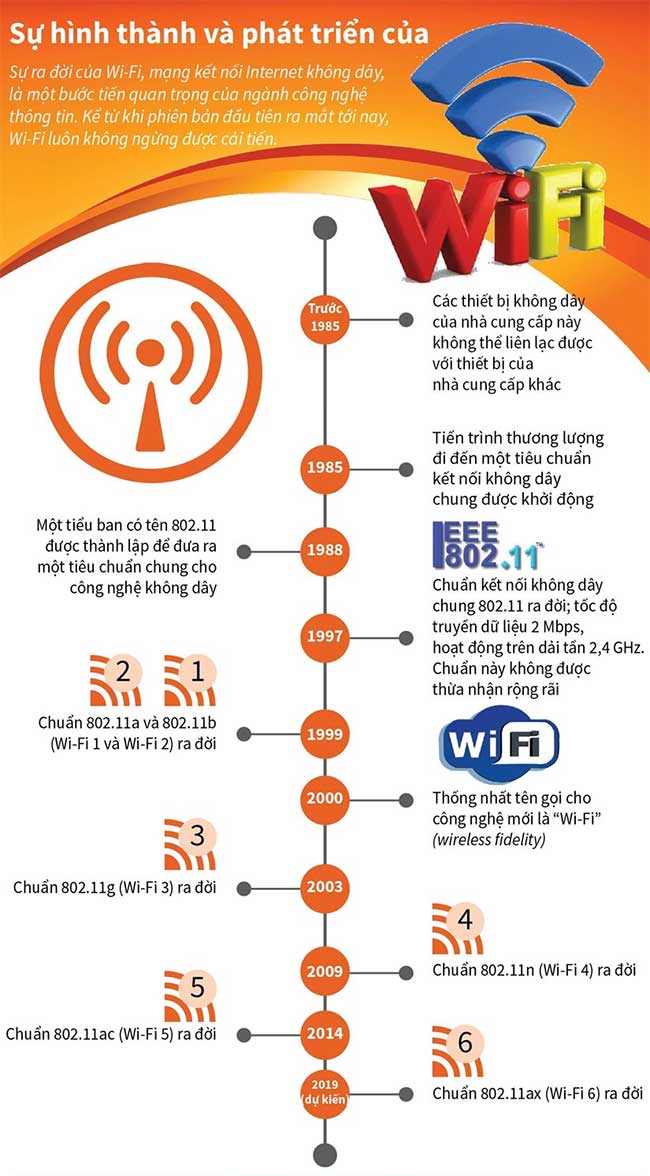 Sự hình thành và phát triển của
WiFi
Sự ra đời của Wi-Fi, mạng kết nối Internet không dây,
là một bước tiến quan trọng của ngành công nghệ
thông tin. Kể từ khi phiên bản đầu tiên ra mắt tới nay,
Wi-Fi luôn không ngừng được cải tiến.
Trước
1985
Các thiết bị không dây
của nhà cung cấp này
không thể liên lạc được
với thiết bị của
nhà cung cấp khác
1985
Tiến trình thương lượng
đi đến một tiêu chuẩn
kết nối không dây
chung được khởi động
1988
Một tiểu ban có tên 802.11
được thành lập để đưa ra
một tiêu chuẩn chung cho
công nghệ không dây
IEEE
802.11™
1997
Chuẩn kết nối không dây
chung 802.11 ra đời; tốc độ
truyền dữ liệu 2 Mbps,
hoạt động trên dải tần 2,4 GHz.
Chuẩn này không được
thừa nhận rộng rãi
2 1
Chuẩn 802.11a và 802.11b
(Wi-Fi 1 và Wi-Fi 2) ra đời
1999
WiFi
2000
Thống nhất tên gọi cho
công nghệ mới là “Wi-Fi”
(wireless fidelity)
3
Chuẩn 802.11g (Wi-Fi 3) ra đời
2003
4
2009
Chuẩn 802.11n (Wi-Fi 4) ra đời
5
Chuẩn 802.11ac (Wi-Fi 5) ra đời
2014
6
2019
(dự kiến)
Chuẩn 802.11ax (Wi-Fi 6) ra đời